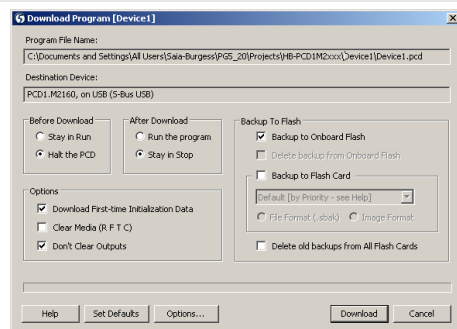 Download Program [Device1]
Program File Name:
C:\Documents and Settings\All Users\Saia-Burgess\PG5_20\Projects\HB-PCD1M2xxx\Device1\Device1.pcd
Destination Device:
PCD1.M2160, on USB (S-Bus USB)
Before Download
Stay in Run
Halt the PCD
After Download
Run the program
Stay in Stop
Options
Download First-time Initialization Data
Clear Media (R F T C)
Don't Clear Outputs
Backup To Flash
Backup to Onboard Flash
Delete backup from Onboard Flash
Backup to Flash Card
Default [by Priority - see Help]
File Format (.sbak)
Image Format
Delete old backups from All Flash Cards
Help
Set Defaults
Options...
Download
Cancel